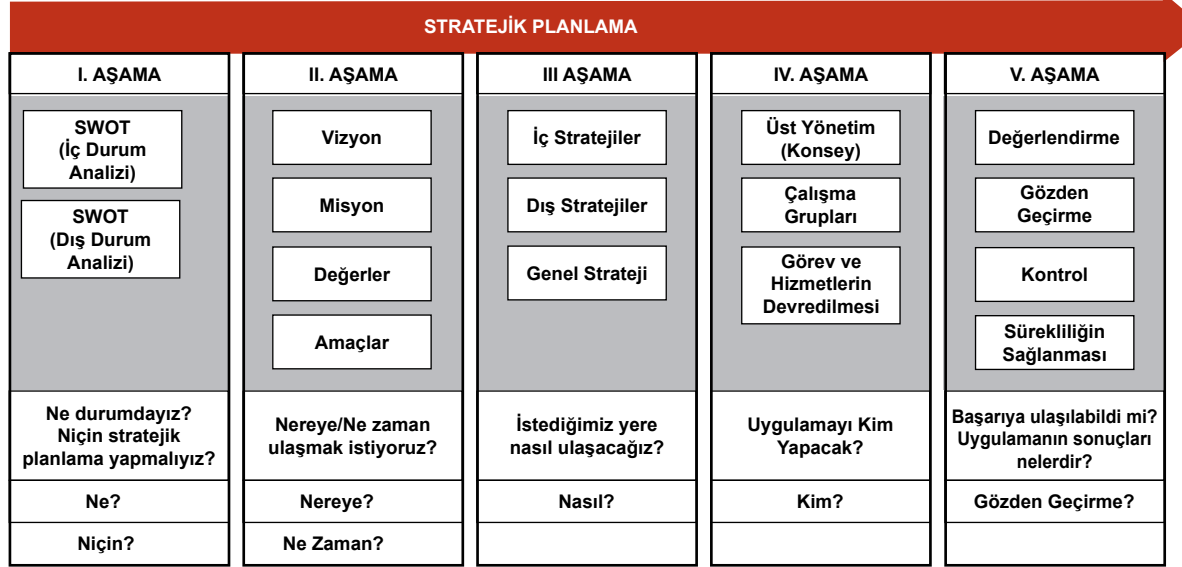 STRATEJİK PLANLAMA
I. AŞAMA
SWOT
(İç Durum
Analizi)
SWOT
(Dış Durum
Analizi)
Ne durumdayız?
Niçin stratejik
planlama yapmalıyız?
Ne?
Niçin?
II. AŞAMA
Vizyon
Misyon
Değerler
Amaçlar
Nereye/Ne zaman
ulaşmak istiyoruz?
Nereye?
Ne Zaman?
III AŞAMA
İç Stratejiler
Dış Stratejiler
Genel Strateji
İstediğimiz yere
nasıl ulaşacağız?
Nasıl?
IV. AŞAMA
Üst Yönetim
(Konsey)
Çalışma
Grupları
Görev ve
Hizmetlerin
Devredilmesi
Uygulamayı Kim
Yapacak?
Kim?
V. AŞAMA
Değerlendirme
Gözden
Geçirme
Kontrol
Sürekliliğin
Sağlanması
Başarıya ulaşılabildi mi?
Uygulamanın sonuçları
nelerdir?
Gözden Geçirme?